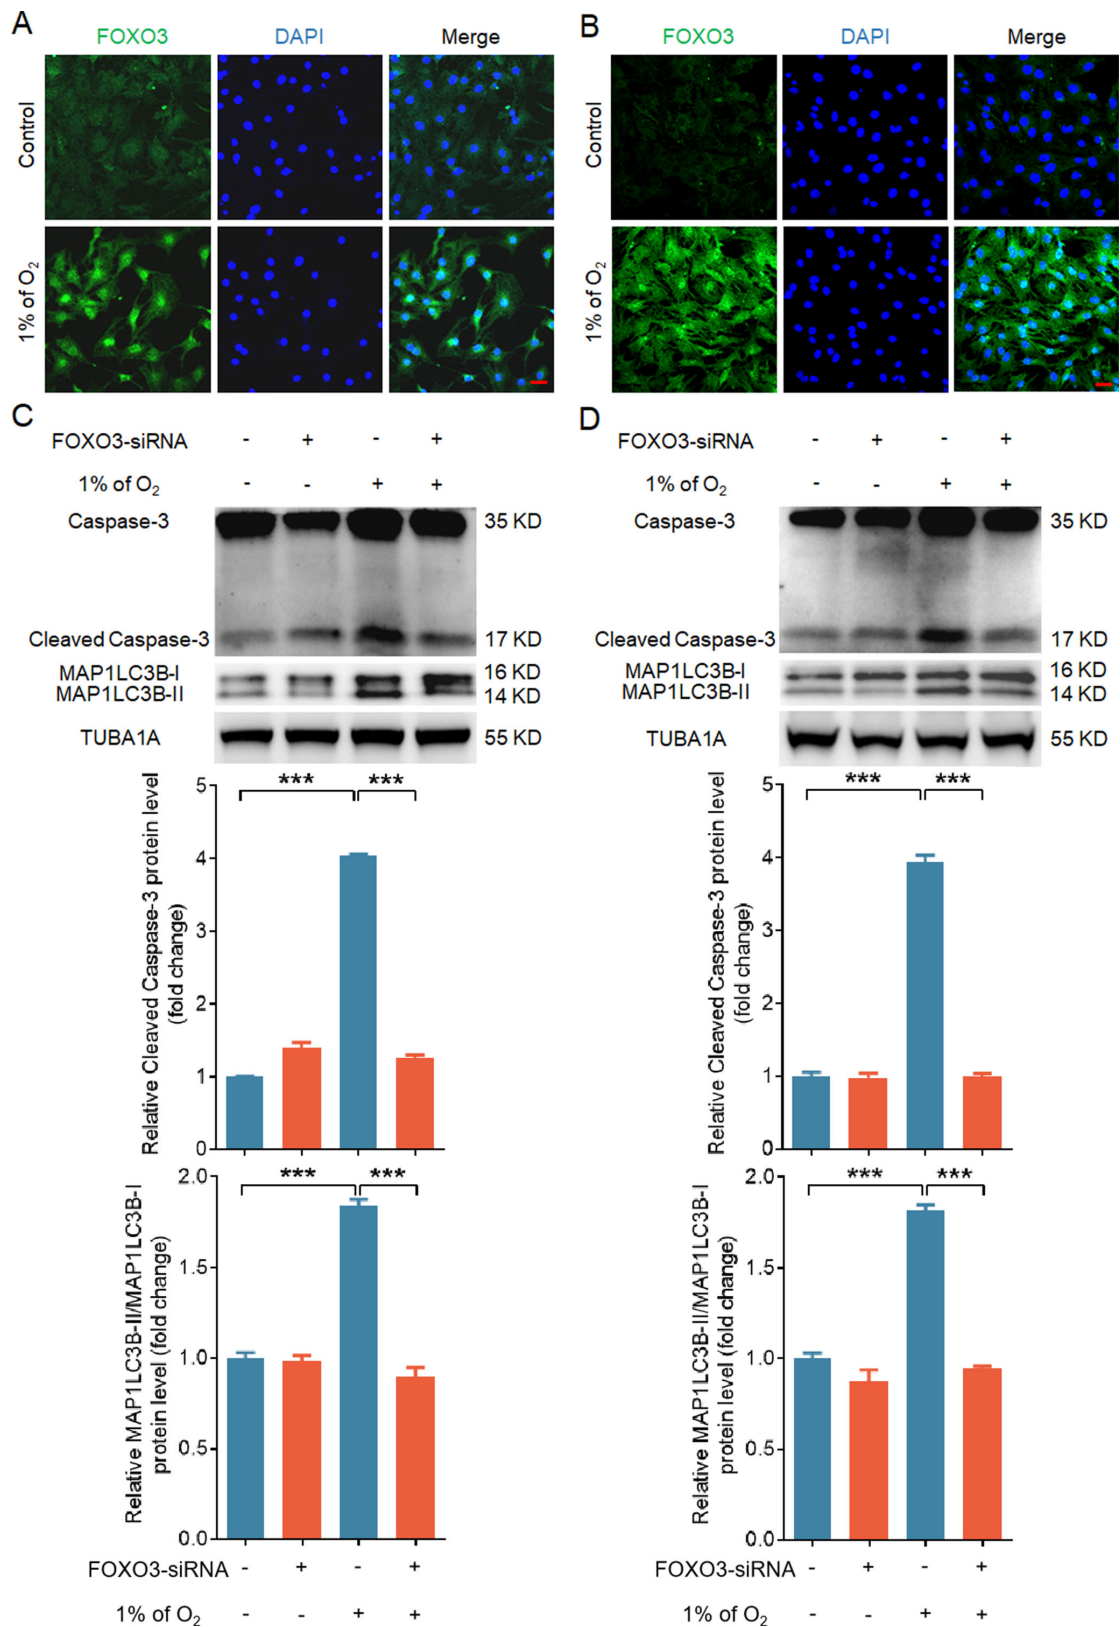 A
FOXO3 DAPI Merge
Control
1% of O2
B
FOXO3 DAPI Merge
Control
1% of O2
C
FOXO3-siRNA - + - +
1% of O2 - - + +
Caspase-3 35 KD
Cleaved Caspase-3 17 KD
MAP1LC3B-I 16 KD
MAP1LC3B-II 14 KD
TUBA1A 55 KD
Relative Cleaved Caspase-3 protein level
(fold change)
5
4
3
2
1
0
*** ***
Relative MAP1LC3B-II/MAP1LC3B-I
protein level (fold change)
2.0
1.5
1.0
0.5
0.0
*** ***
FOXO3-siRNA - + - +
1% of O2 - - + +
D
FOXO3-siRNA - + - +
1% of O2 - - + +
Caspase-3 35 KD
Cleaved Caspase-3 17 KD
MAP1LC3B-I 16 KD
MAP1LC3B-II 14 KD
TUBA1A 55 KD
Relative Cleaved Caspase-3 protein level
(fold change)
5
4
3
2
1
0
*** ***
Relative MAP1LC3B-II/MAP1LC3B-I
protein level (fold change)
2.0
1.5
1.0
0.5
0.0
*** ***
FOXO3-siRNA - + - +
1% of O2 - - + +